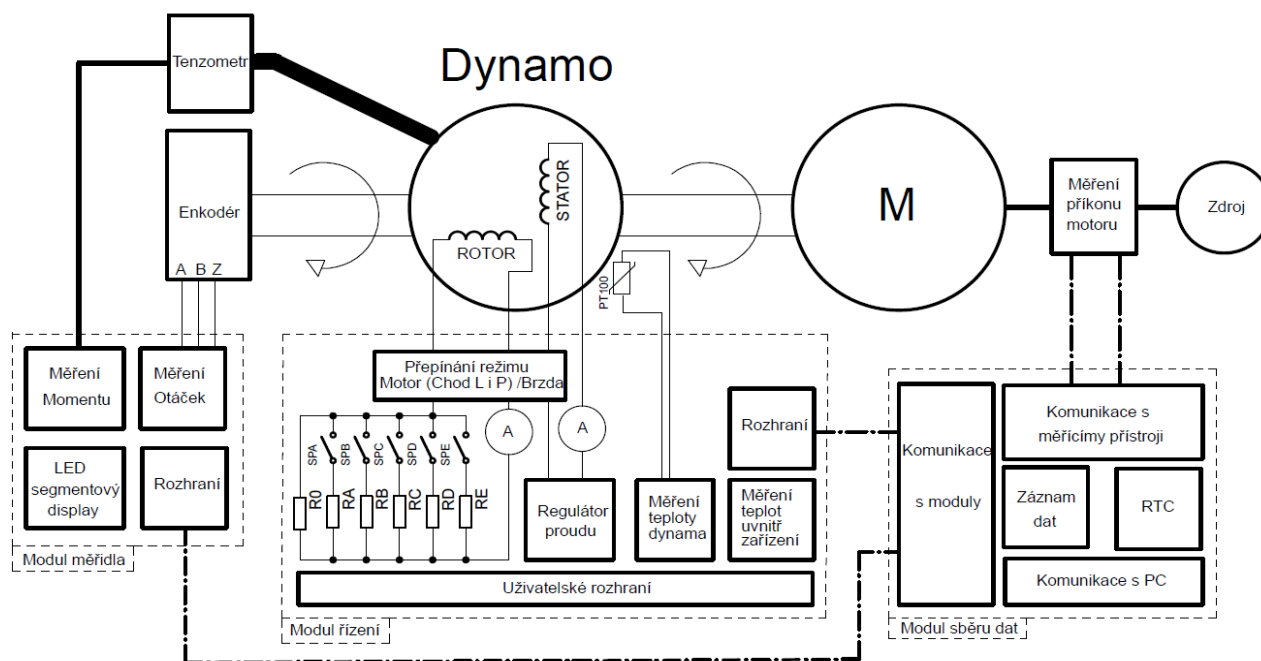 Tenzometr
Dynamo
Enkodér
A B Z
ROTOR
STATOR
M
Měření
příkonu
motoru
Zdroj
PT100
Měření
Momentu
Měření
Otáček
LED
segmentový
display
Rozhraní
Modul měřidla
Přepínání režimu
Motor (Chod L i P) /Brzda
A
A
SPA
SPB
SPC
SPD
SPE
R0
RA
RB
RC
RD
RE
Regulátor
proudu
Měření
teploty
dynama
Rozhraní
Měření
teplot
uvnitř
zařízení
Uživatelské rozhraní
Modul řízení
Komunikace
s moduly
Komunikace s
měřícímy přístroji
Záznam
dat
RTC
Komunikace s PC
Modul sběru dat